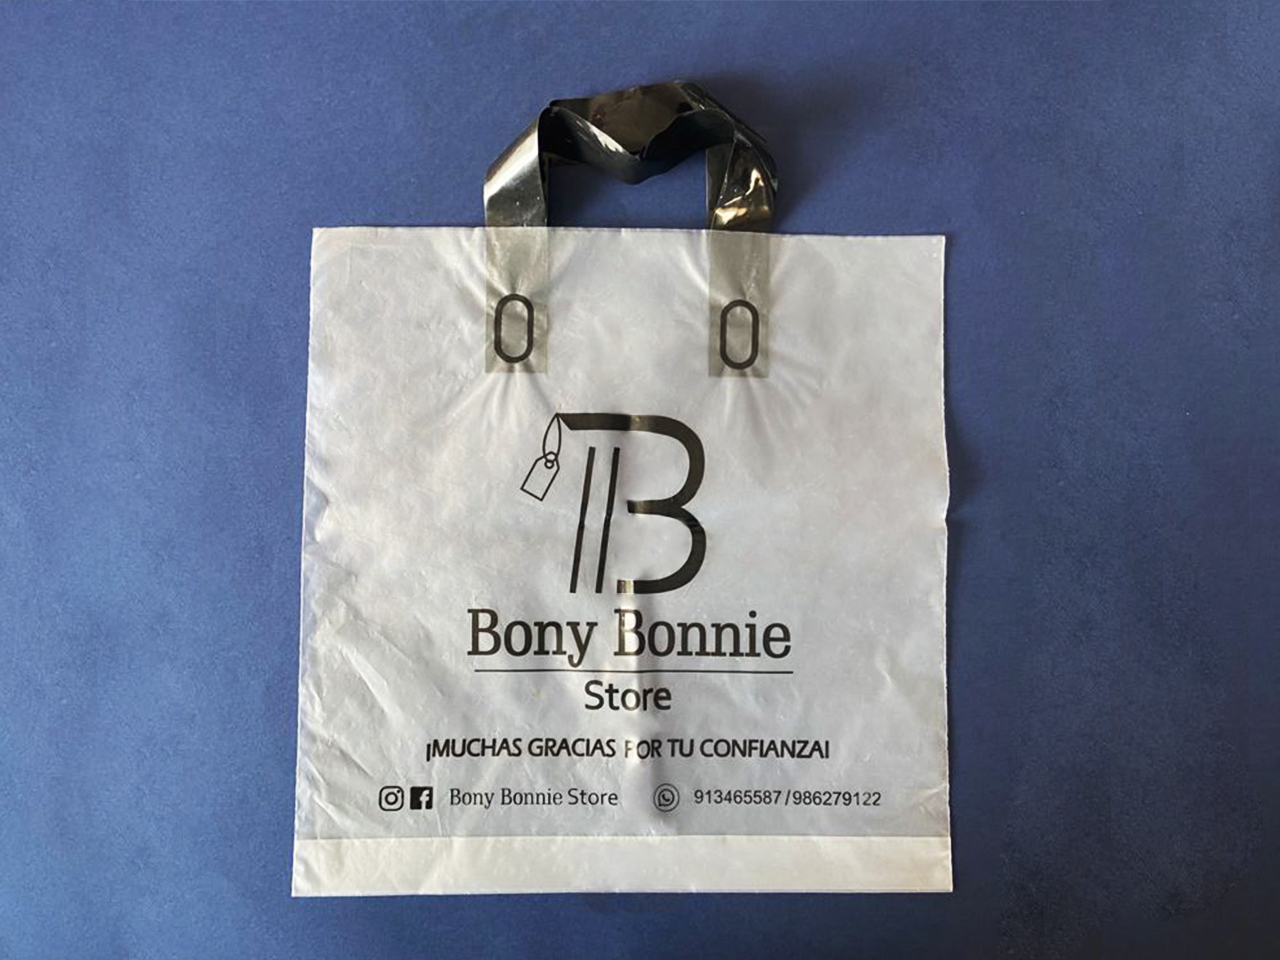 B
Bony Bonnie
Store
¡MUCHAS GRACIAS POR TU CONFIANZA!
Bony Bonnie Store 913465587/986279122